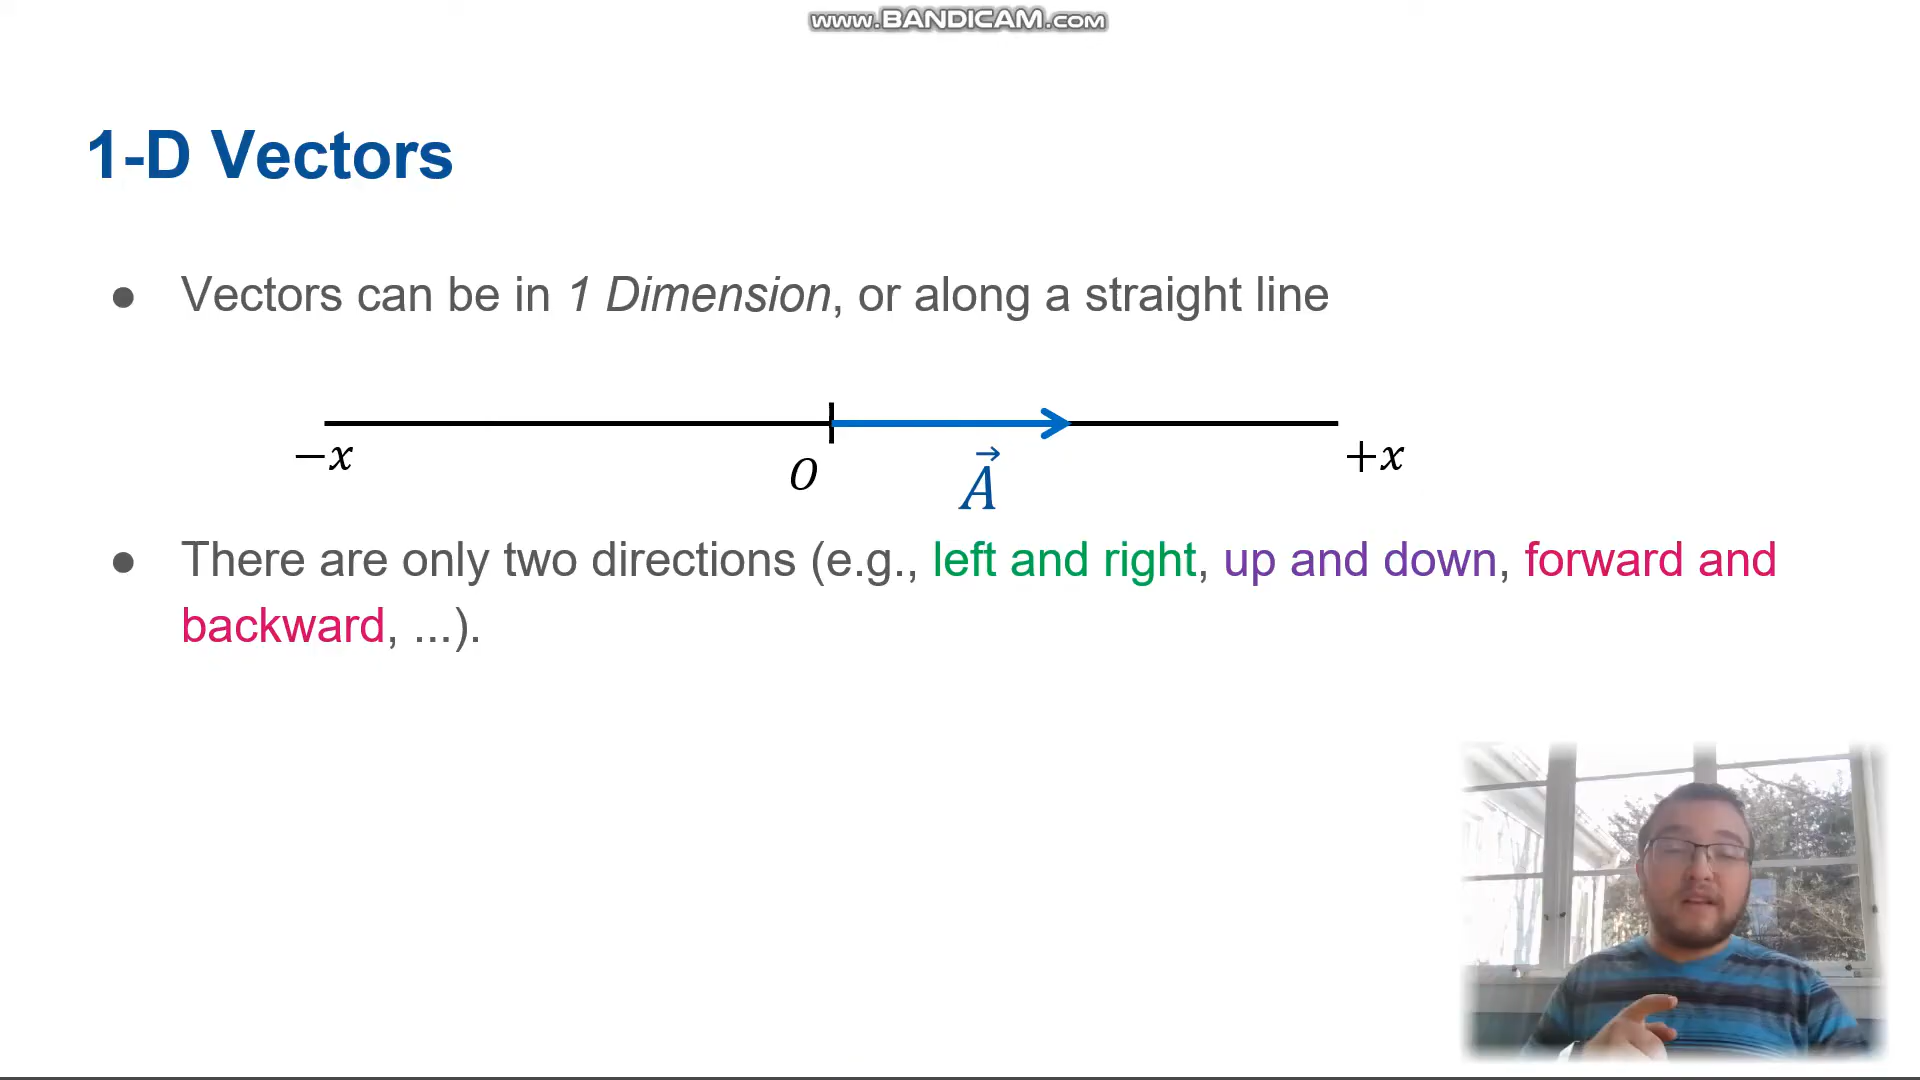 www.BANDICAM.com
1-D Vectors
● Vectors can be in 1 Dimension, or along a straight line
−x O A⃗ +x
● There are only two directions (e.g., left and right, up and down, forward and
backward, ...).